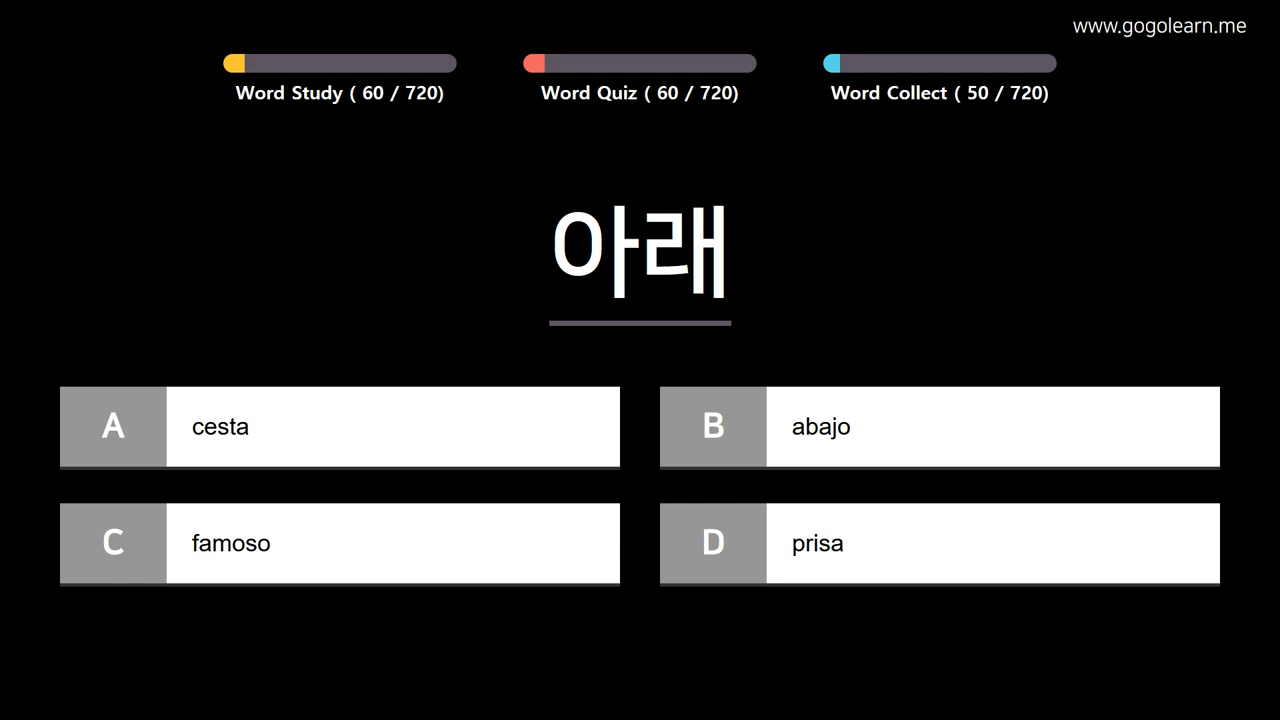 www.gogolearn.me
Word Study ( 60 / 720)
Word Quiz ( 60 / 720)
Word Collect ( 50 / 720)
아래
A
cesta
B
abajo
C
famoso
D
prisa